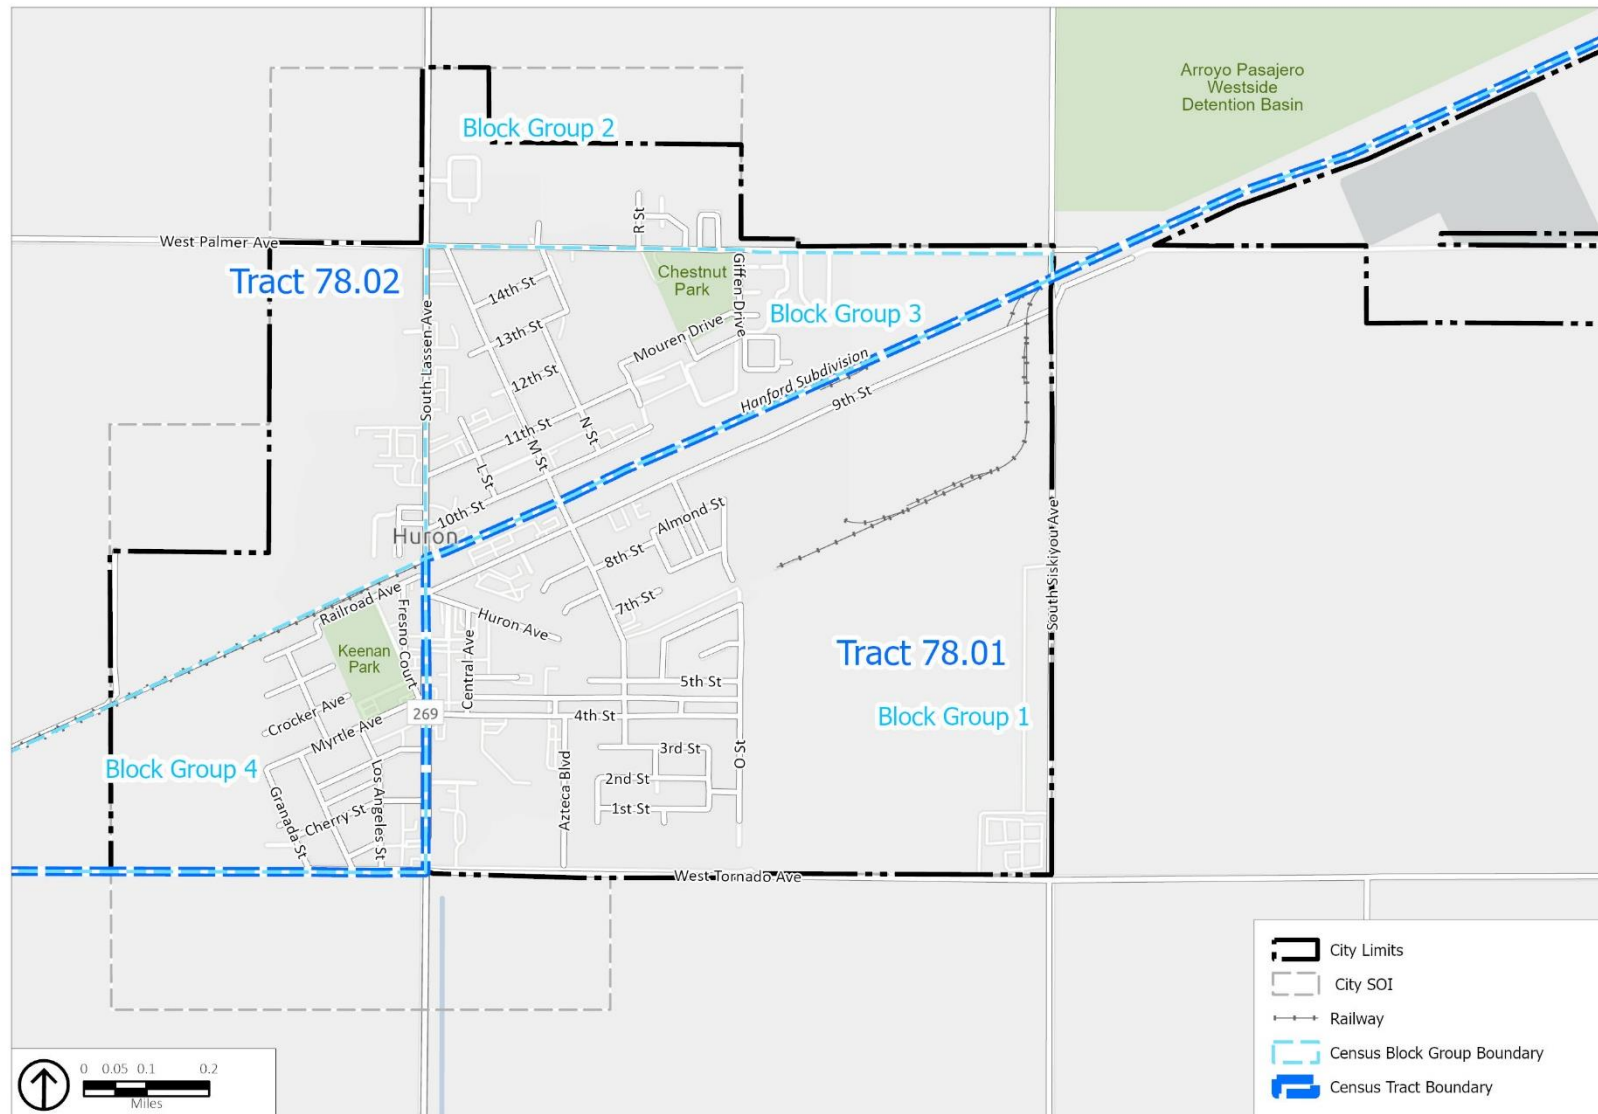 Arroyo Pasajero
Westside
Detention Basin
Block Group 2
R St
West Palmer Ave
Tract 78.02
Chestnut
Park
Giffen Drive
14th St
Block Group 3
13th St
Mouren Drive
South Lassen Ave
12th St
Hanford Subdivision
9th St
11th St
N St
M St
L St
10th St
Almond St
Huron
8th St
South Siskiyou Ave
Railroad Ave
7th St
Fresno Court
Huron Ave
Central Ave
Keenan
Park
Tract 78.01
5th St
Crocker Ave
269
4th St
Block Group 1
Myrtle Ave
3rd St
O St
Block Group 4
2nd St
Los Angeles St
Azteca Blvd
1st St
Granada St
Cherry St
West Tornado Ave
City Limits
City SOI
Railway
Census Block Group Boundary
Census Tract Boundary
0 0.05 0.1 0.2
Miles